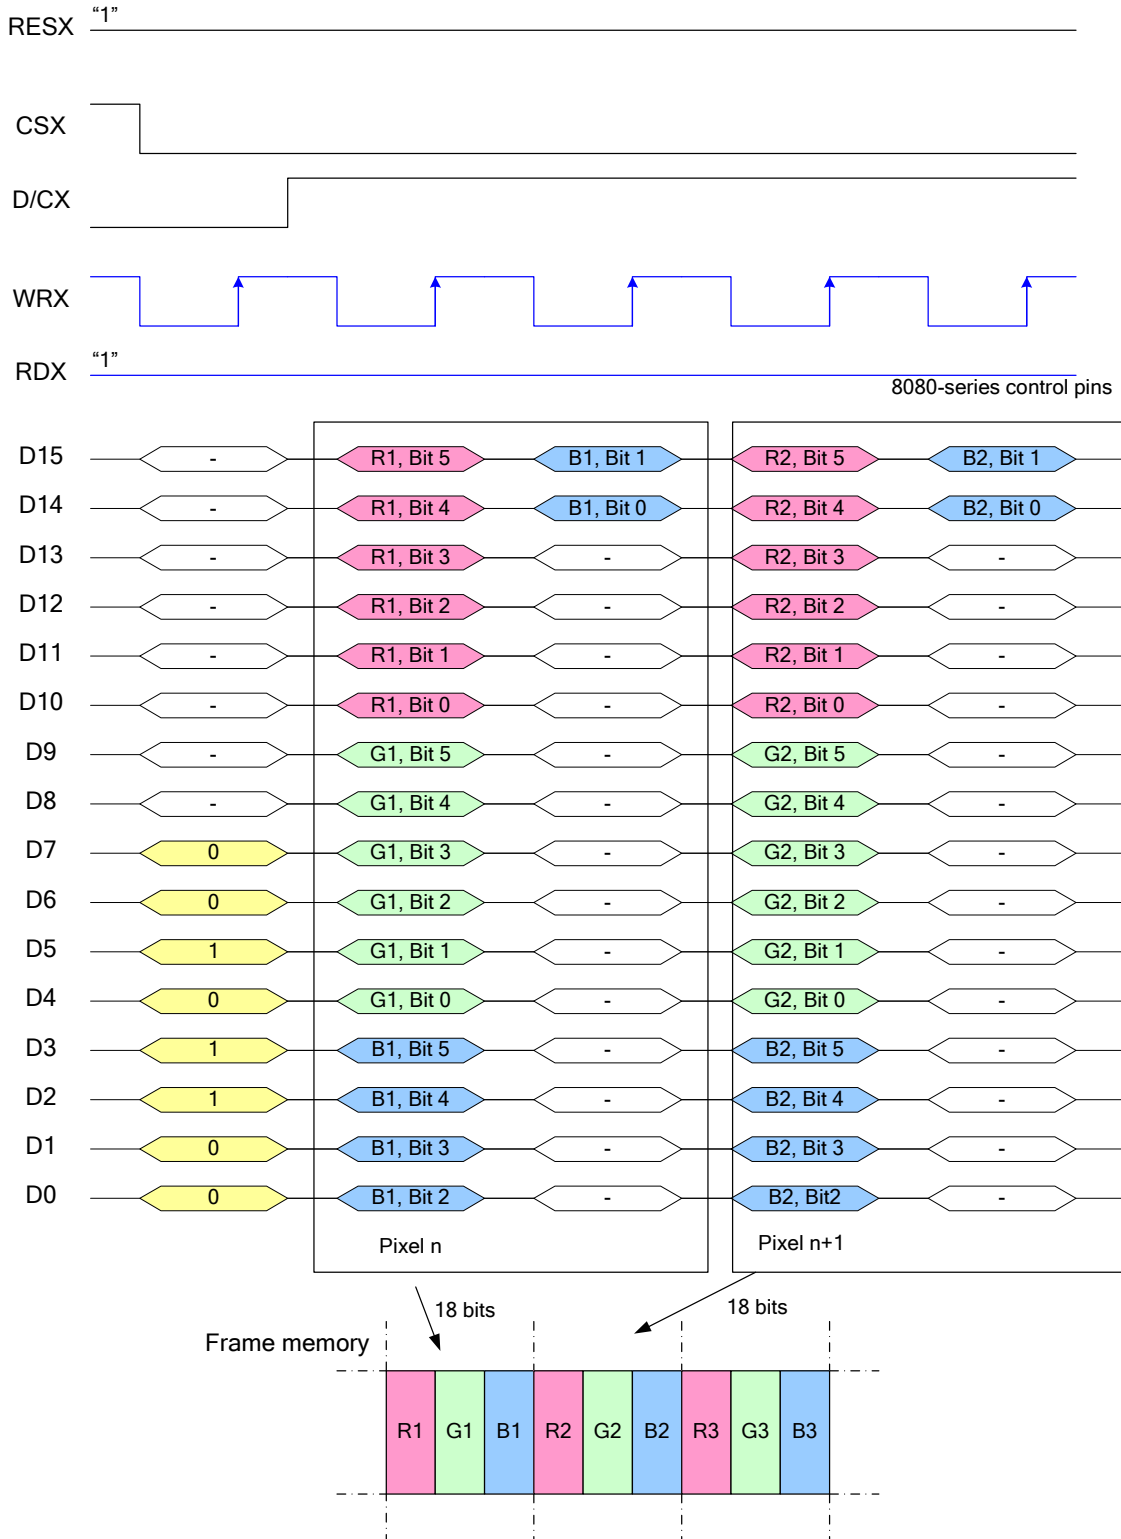 RESX “1”
CSX
D/CX
WRX
RDX “1”
8080-series control pins
D15 - R1, Bit 5 B1, Bit 1 R2, Bit 5 B2, Bit 1
D14 - R1, Bit 4 B1, Bit 0 R2, Bit 4 B2, Bit 0
D13 - R1, Bit 3 - R2, Bit 3 -
D12 - R1, Bit 2 - R2, Bit 2 -
D11 - R1, Bit 1 - R2, Bit 1 -
D10 - R1, Bit 0 - R2, Bit 0 -
D9 - G1, Bit 5 - G2, Bit 5 -
D8 - G1, Bit 4 - G2, Bit 4 -
D7 0 G1, Bit 3 - G2, Bit 3 -
D6 0 G1, Bit 2 - G2, Bit 2 -
D5 1 G1, Bit 1 - G2, Bit 1 -
D4 0 G1, Bit 0 - G2, Bit 0 -
D3 1 B1, Bit 5 - B2, Bit 5 -
D2 1 B1, Bit 4 - B2, Bit 4 -
D1 0 B1, Bit 3 - B2, Bit 3 -
D0 0 B1, Bit 2 - B2, Bit2 -
Pixel n Pixel n+1
18 bits 18 bits
Frame memory
R1 G1 B1 R2 G2 B2 R3 G3 B3